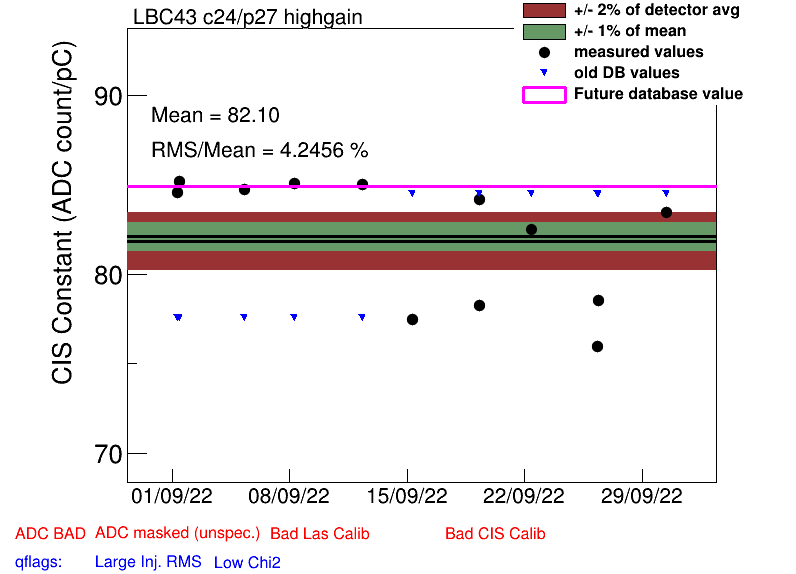 LBC43 c24/p27 highgain
+/- 2% of detector avg
+/- 1% of mean
measured values
old DB values
Future database value
Mean = 82.10
RMS/Mean = 4.2456 %
CIS Constant (ADC count/pC)
90
80
70
01/09/22 08/09/22 15/09/22 22/09/22 29/09/22
ADC BAD ADC masked (unspec.) Bad Las Calib Bad CIS Calib
qflags: Large Inj. RMS Low Chi2